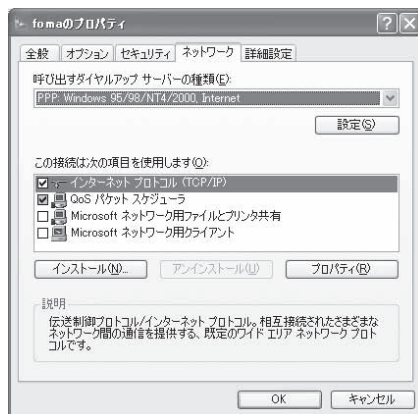 fomaのプロパティ
全般 オプション セキュリティ ネットワーク 詳細設定
呼び出すダイヤルアップ サーバーの種類(E):
PPP: Windows 95/98/NT4/2000, Internet
設定(S)
この接続は次の項目を使用します(O):
インターネット プロトコル (TCP/IP)
QoS パケット スケジューラ
Microsoft ネットワーク用ファイルとプリンタ共有
Microsoft ネットワーク用クライアント
インストール(N)... アンインストール(U) プロパティ(R)
説明
伝送制御プロトコル/インターネット プロトコル。相互接続されたさまざまな
ネットワーク間の通信を提供する、既定のワイド エリア ネットワーク プロト
コルです。
OK キャンセル